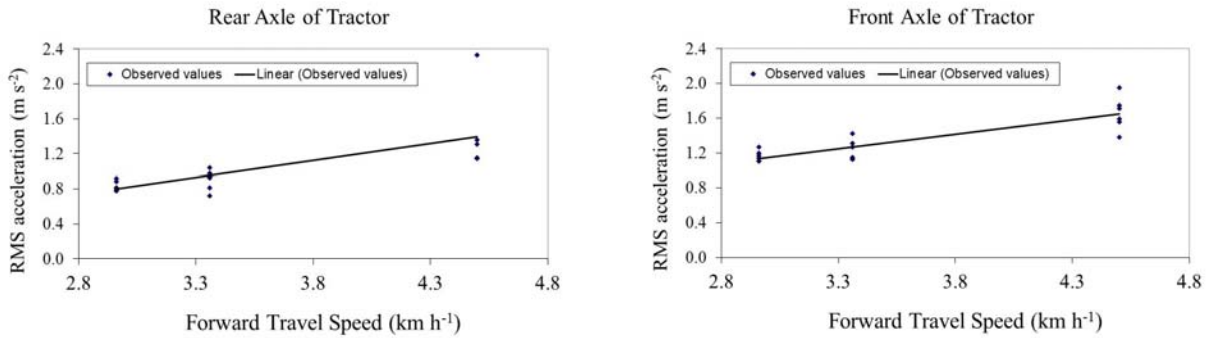 Rear Axle of Tractor
RMS acceleration (m s⁻²)
2.4
2.0
1.6
1.2
0.8
0.4
0.0
Observed values Linear (Observed values)
2.8 3.3 3.8 4.3 4.8
Forward Travel Speed (km h⁻¹)
Front Axle of Tractor
RMS acceleration (m s⁻²)
2.4
2.0
1.6
1.2
0.8
0.4
0.0
Observed values Linear (Observed values)
2.8 3.3 3.8 4.3 4.8
Forward Travel Speed (km h⁻¹)